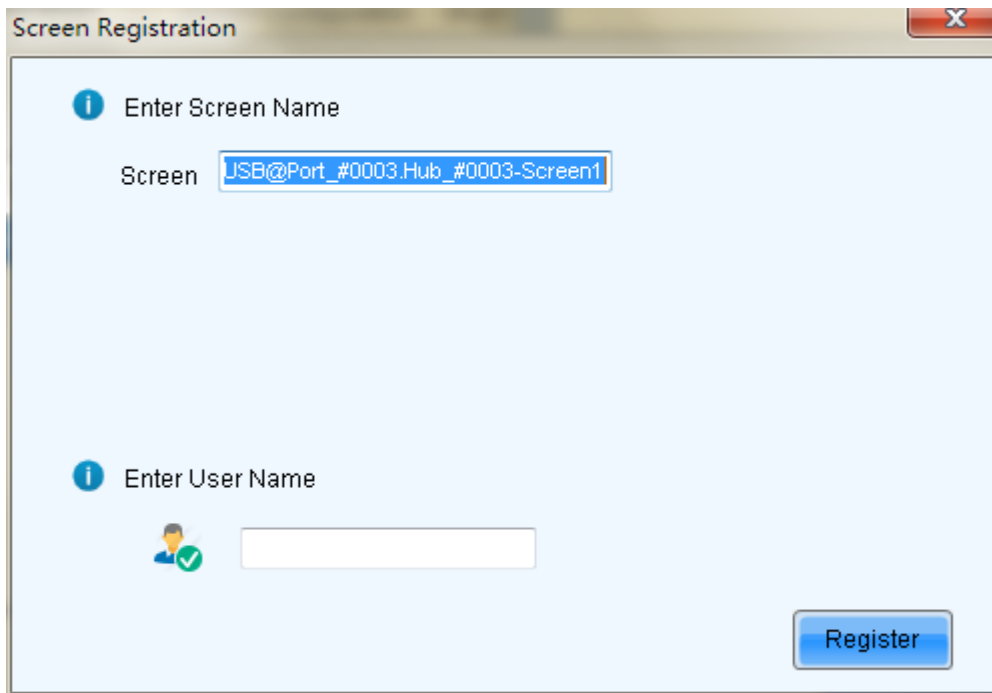 Screen Registration
Enter Screen Name
Screen USB@Port_#0003.Hub_#0003-Screen1
Enter User Name
Register